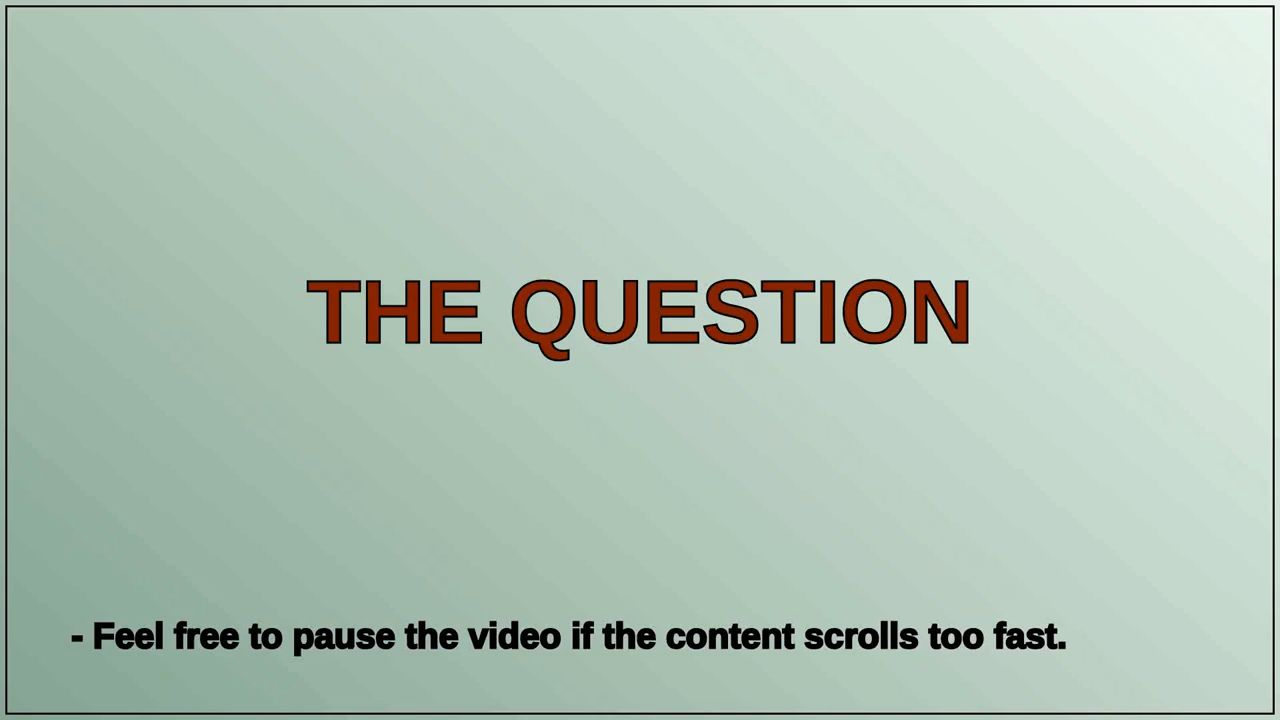 THE QUESTION
- Feel free to pause the video if the content scrolls too fast.